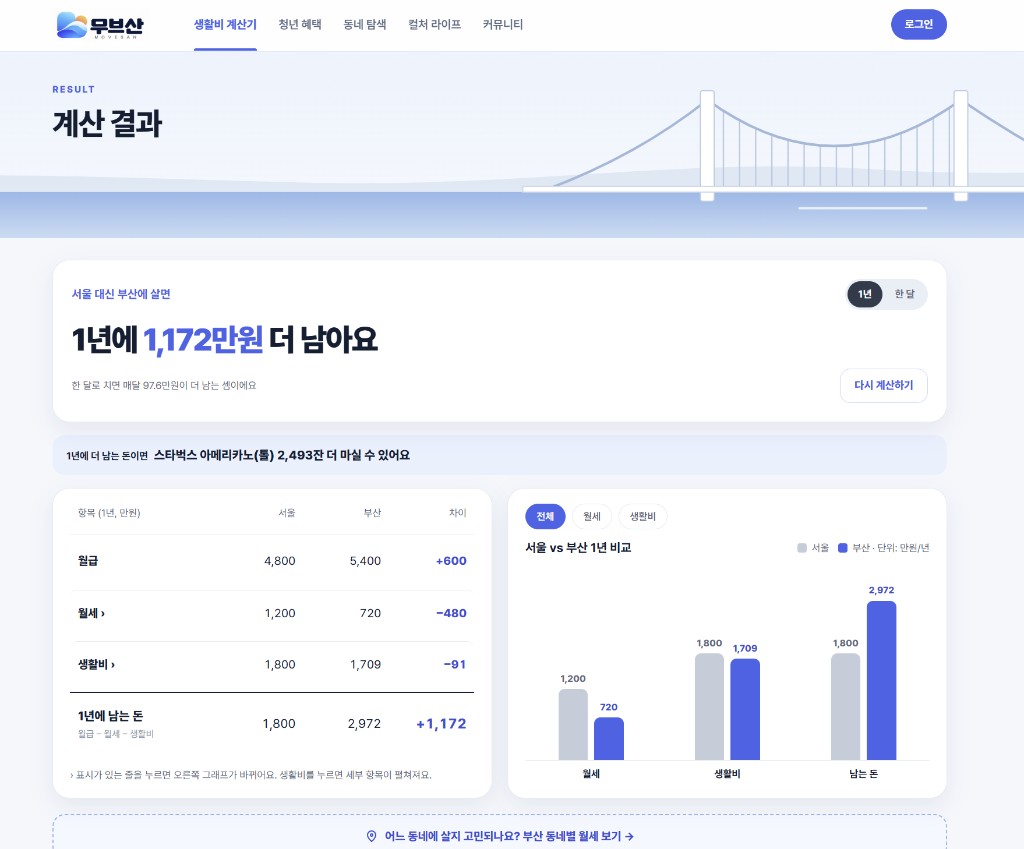 무브산
MOVESAN
생활비 계산기 청년 혜택 동네 탐색 컬처 라이프 커뮤니티
로그인
RESULT
계산 결과
서울 대신 부산에 살면
1년 한 달
1년에 1,172만원 더 남아요
한 달로 치면 매달 97.6만원이 더 남는 셈이에요
다시 계산하기
1년에 더 남는 돈이면 스타벅스 아메리카노(톨) 2,493잔 더 마실 수 있어요
항목 (1년, 만원) 서울 부산 차이
월급 4,800 5,400 +600
월세 › 1,200 720 −480
생활비 › 1,800 1,709 −91
1년에 남는 돈 1,800 2,972 +1,172
월급 − 월세 − 생활비
› 표시가 있는 줄을 누르면 오른쪽 그래프가 바뀌어요. 생활비를 누르면 세부 항목이 펼쳐져요.
전체 월세 생활비
서울 vs 부산 1년 비교
서울 부산 · 단위: 만원/년
1,200 720 1,800 1,709 1,800 2,972
월세 생활비 남는 돈
어느 동네에 살지 고민되나요? 부산 동네별 월세 보기 →